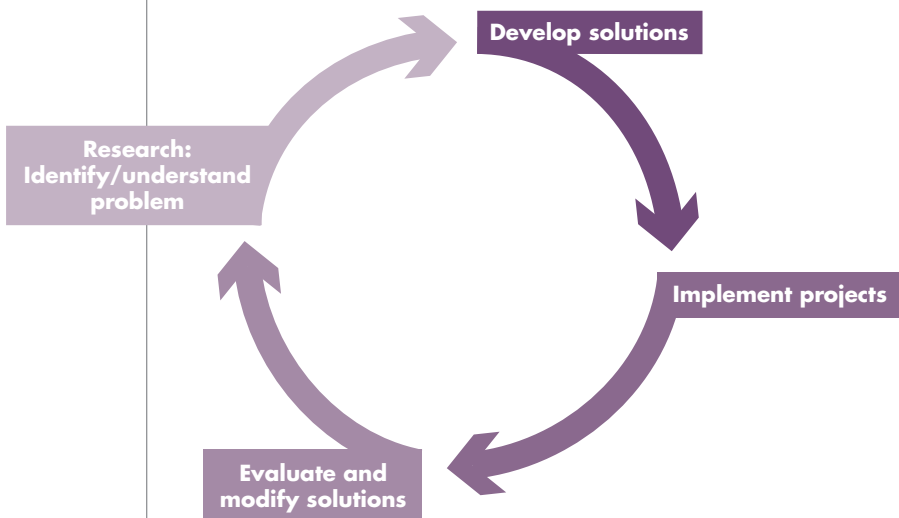 Develop solutions
Research:
Identify/understand
problem
Implement projects
Evaluate and
modify solutions